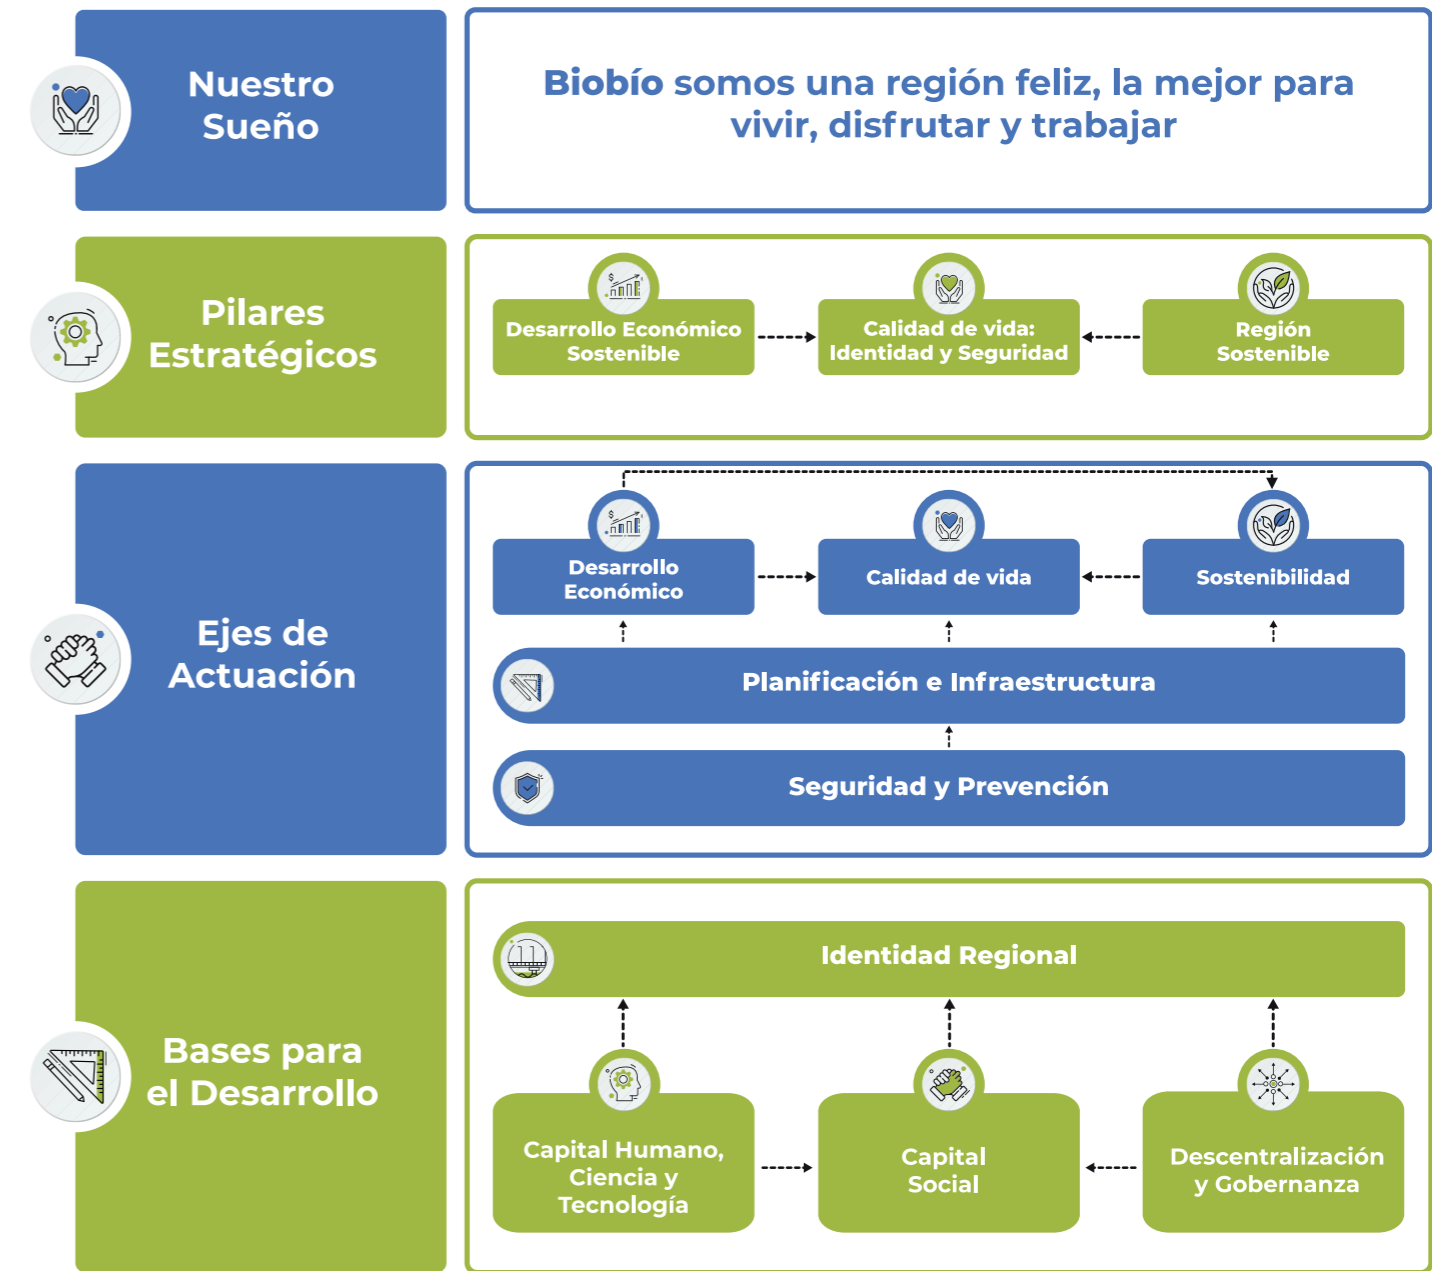 Nuestro
Sueño
Biobío somos una región feliz, la mejor para
vivir, disfrutar y trabajar
Pilares
Estratégicos
Desarrollo Económico
Sostenible
Calidad de vida:
Identidad y Seguridad
Región
Sostenible
Ejes de
Actuación
Desarrollo
Económico
Calidad de vida
Sostenibilidad
Planificación e Infraestructura
Seguridad y Prevención
Bases para
el Desarrollo
Identidad Regional
Capital Humano,
Ciencia y
Tecnología
Capital
Social
Descentralización
y Gobernanza